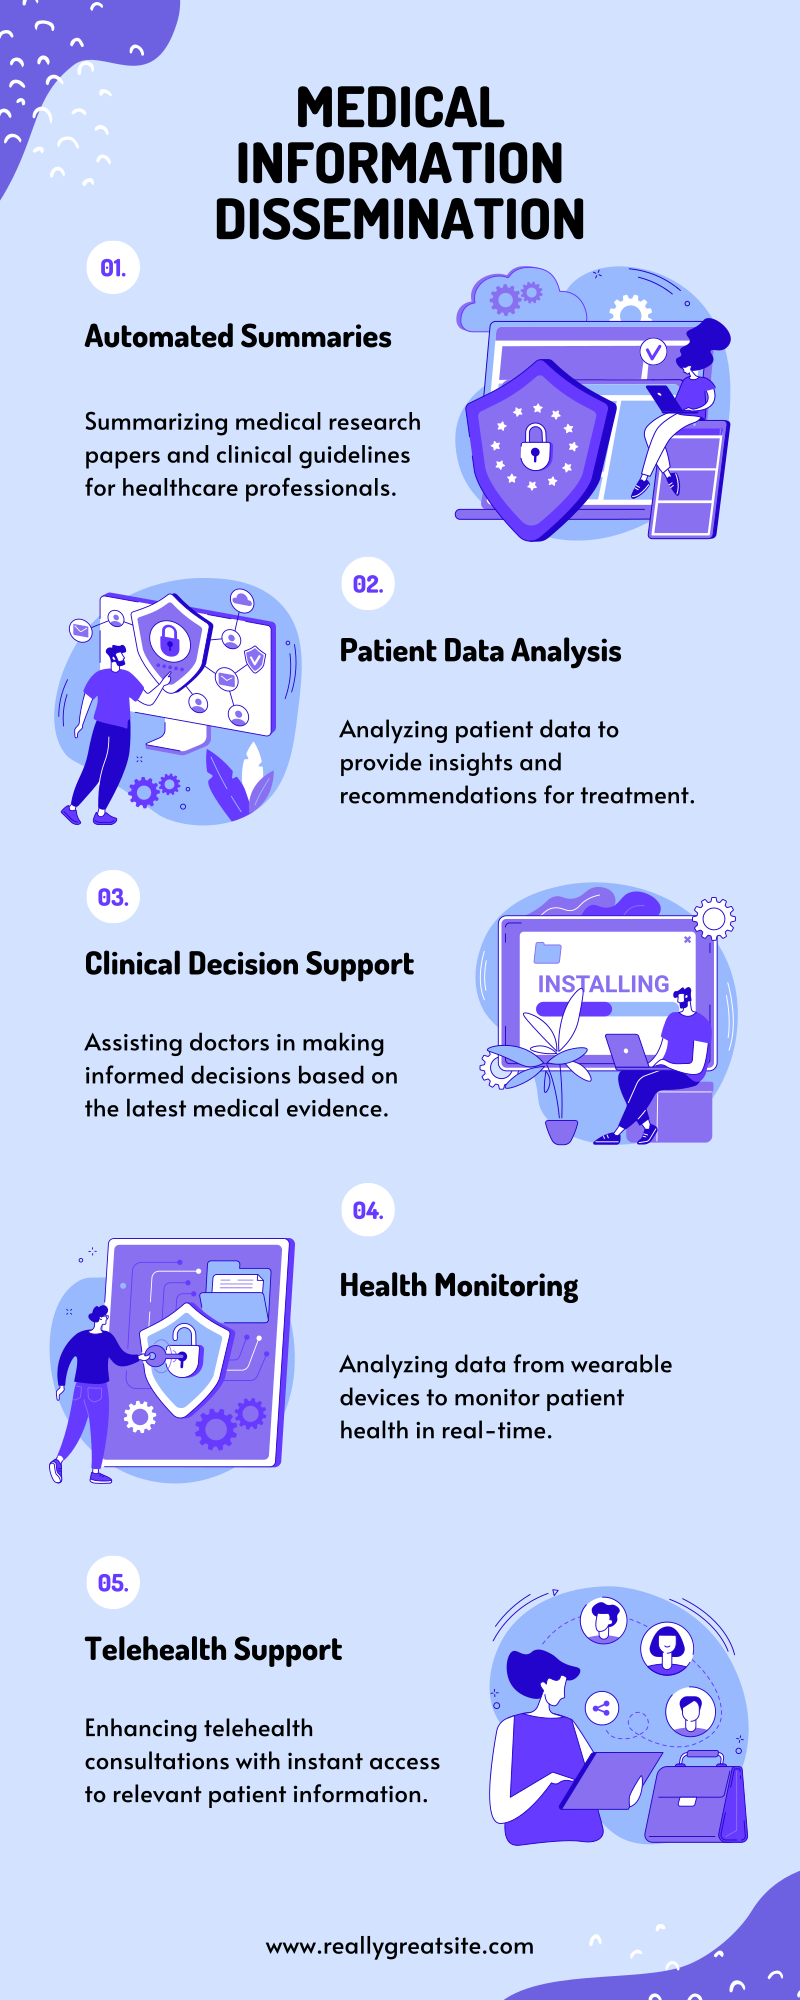 MEDICAL
INFORMATION
DISSEMINATION
01.
Automated Summaries
Summarizing medical research
papers and clinical guidelines
for healthcare professionals.
02.
Patient Data Analysis
Analyzing patient data to
provide insights and
recommendations for treatment.
03.
Clinical Decision Support
Assisting doctors in making
informed decisions based on
the latest medical evidence.
INSTALLING
04.
Health Monitoring
Analyzing data from wearable
devices to monitor patient
health in real-time.
05.
Telehealth Support
Enhancing telehealth
consultations with instant access
to relevant patient information.
www.reallygreatsite.com